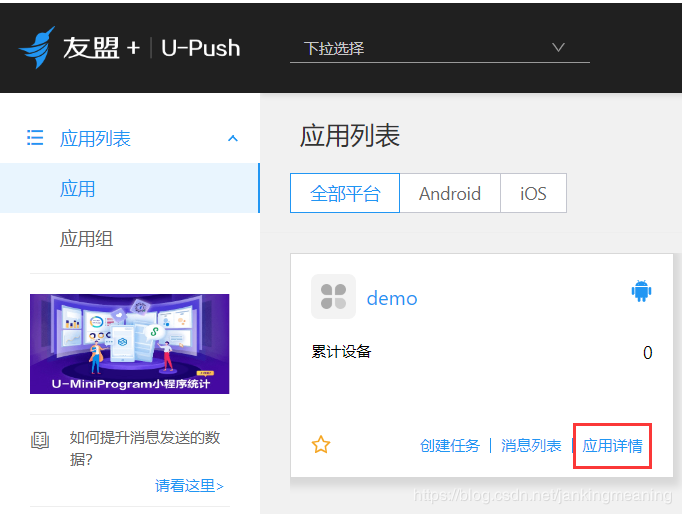 友盟+ | U-Push
下拉选择
应用列表
应用
应用组
U-MiniProgram小程序统计
如何提升消息发送的数
据?
请看这里>
应用列表
全部平台 Android iOS
demo
累计设备 0
创建任务 | 消息列表 | 应用详情
https://blog.csdn.net/jankingmeaning